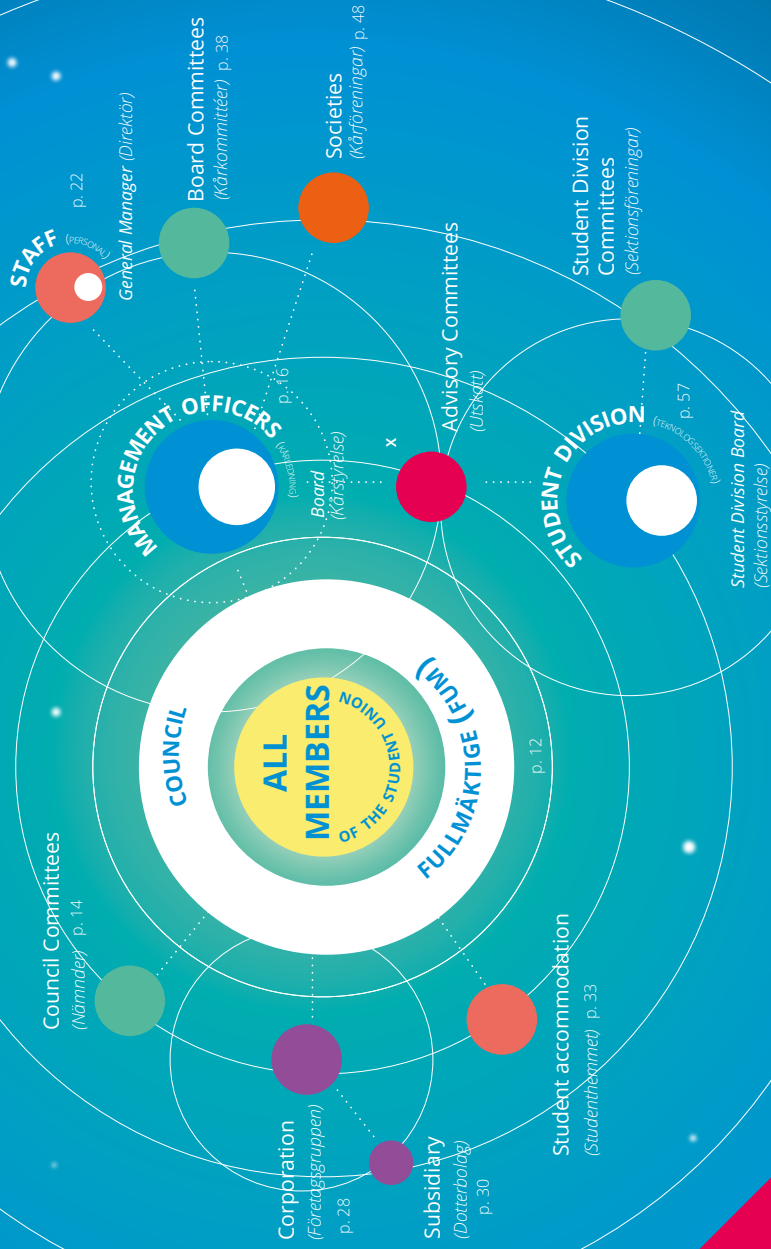 Council Committees
(Nämnder) p. 14
Corporation
(Företagsgruppen)
p. 28
Subsidiary
(Dotterbolag)
p. 30
Student accommodation
(Studenthemmet) p. 33
COUNCIL
ALL
MEMBERS
OF THE STUDENT UNION
FULLMÄKTIGE (FUM)
p. 12
MANAGEMENT OFFICERS
(KÅRLEDNING)
p. 16
Board
(Kårstyrelse)
STAFF (PERSONAL)
p. 22
General Manager (Direktör)
Board Committees
(Kårkommittéer) p. 38
Societies
(Kårföreningar) p. 48
x
Advisory Committees
(Utskott)
STUDENT DIVISION
(TEKNOLOGSEKTIONER)
p. 57
Student Division Board
(Sektionsstyrelse)
Student Division
Committees
(Sektionsföreningar)